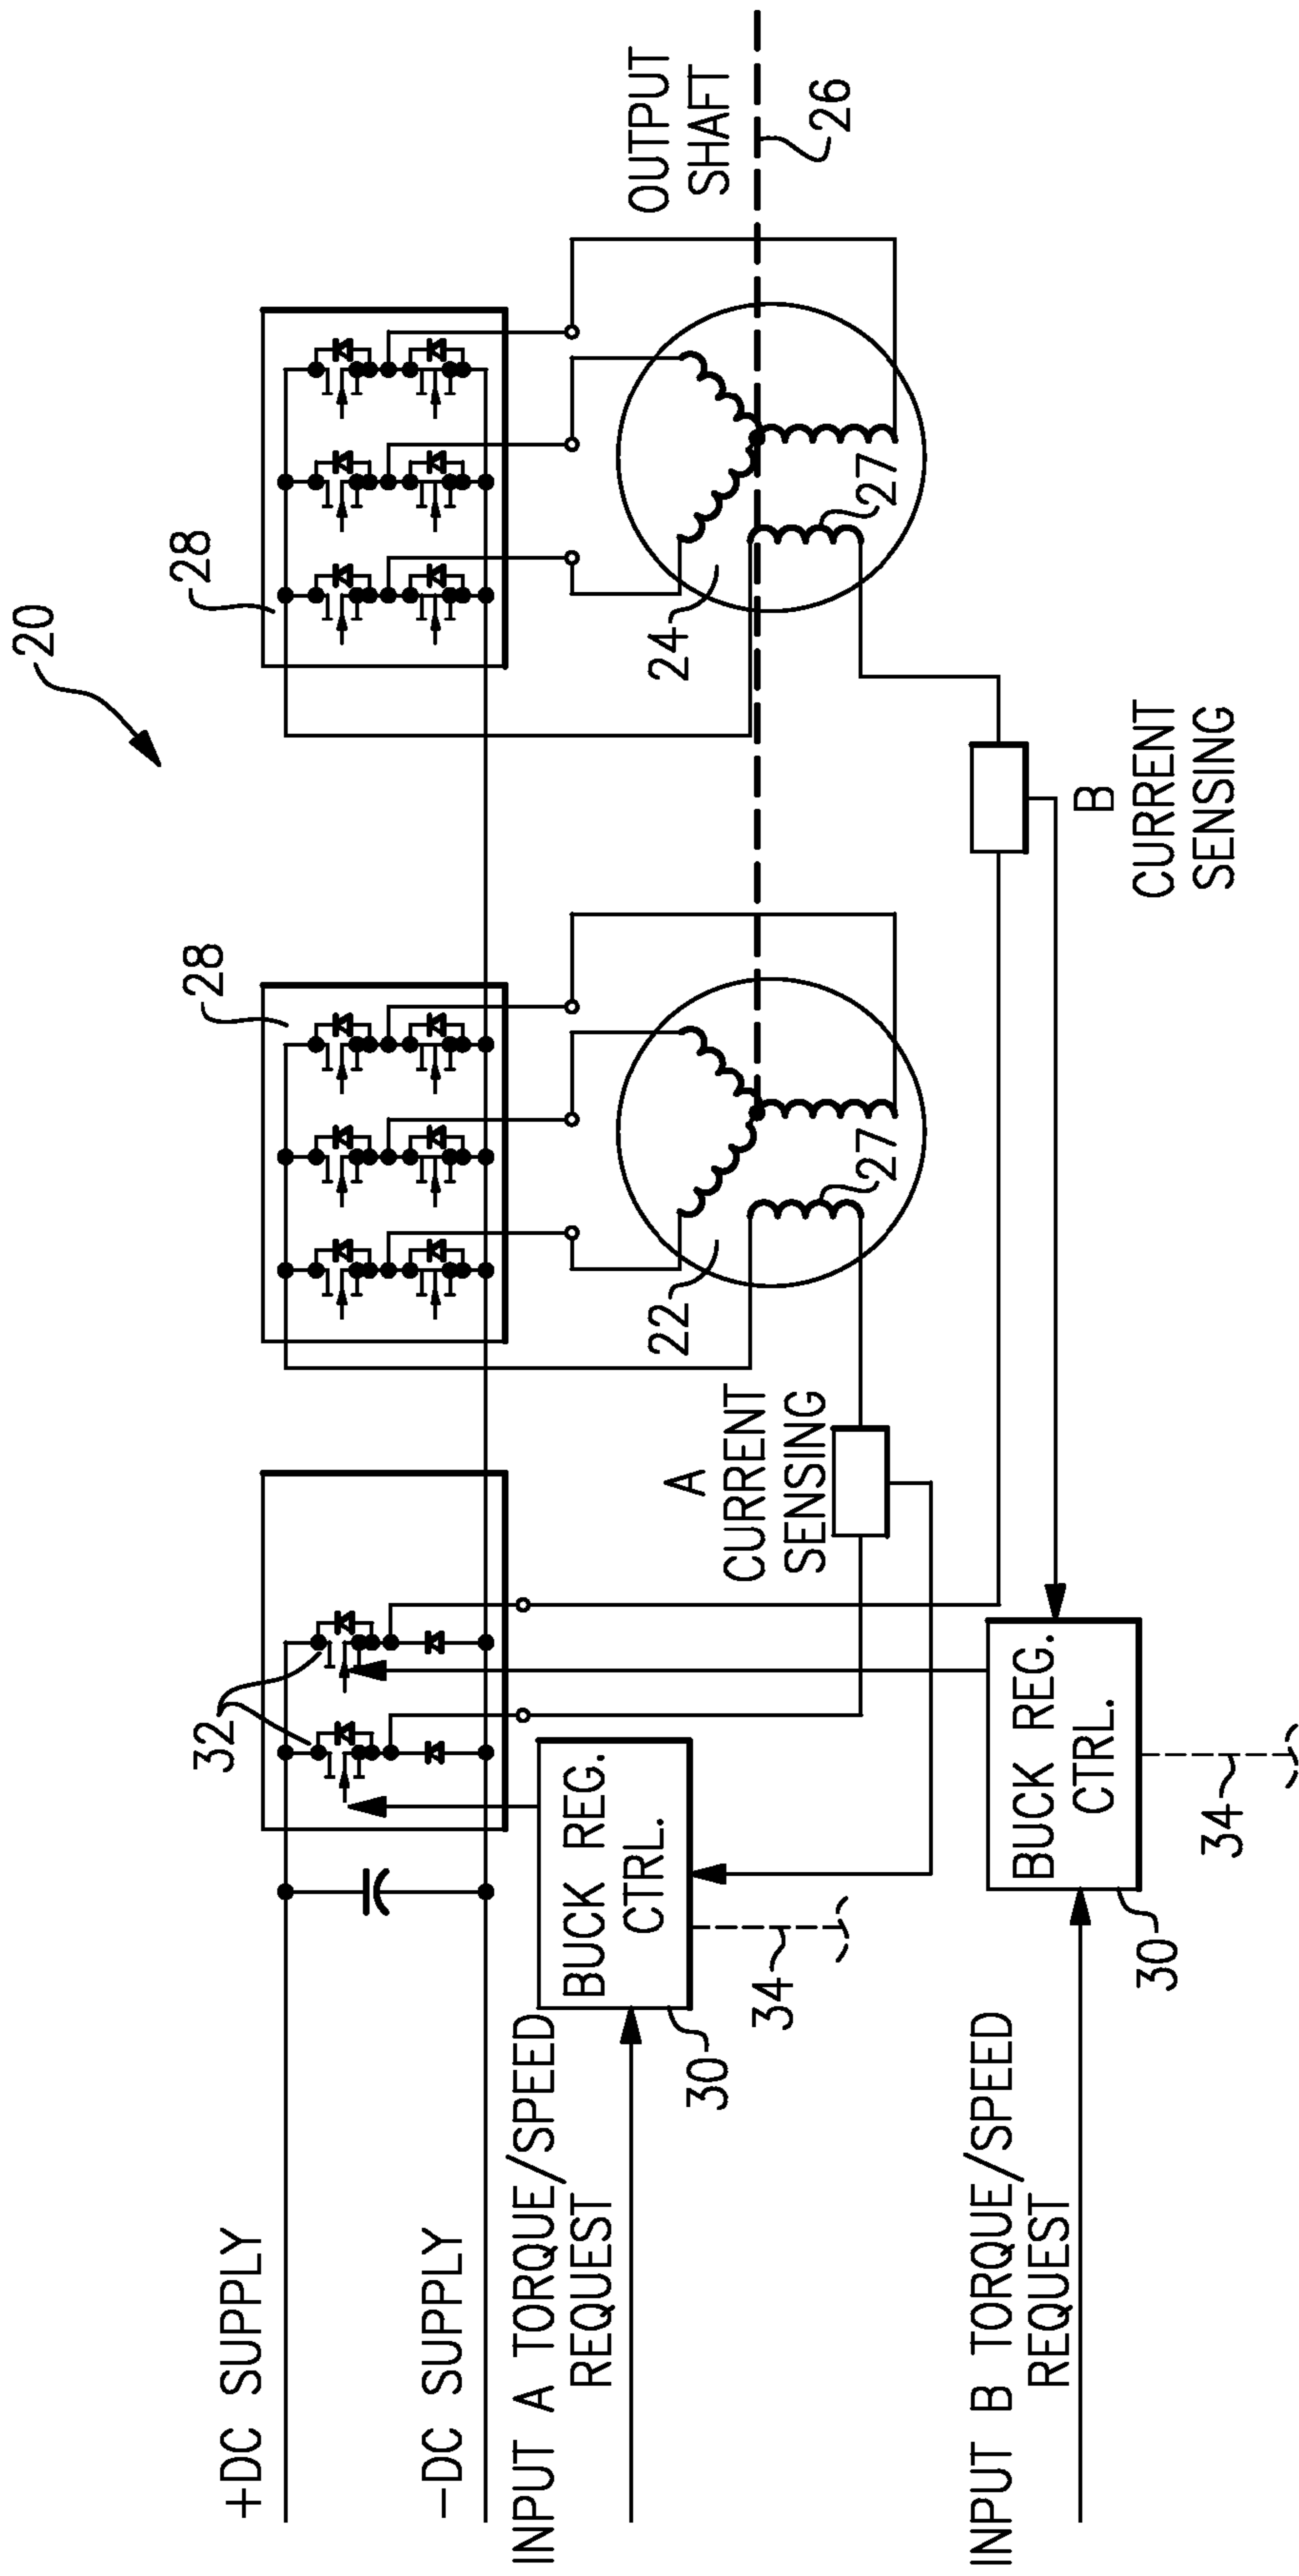 20
28
28
32
+DC SUPPLY
−DC SUPPLY
OUTPUT
SHAFT
26
24
27
22
27
A
CURRENT
SENSING
B
CURRENT
SENSING
INPUT A TORQUE/SPEED
REQUEST
BUCK REG.
CTRL.
30
34
INPUT B TORQUE/SPEED
REQUEST
BUCK REG.
CTRL.
30
34